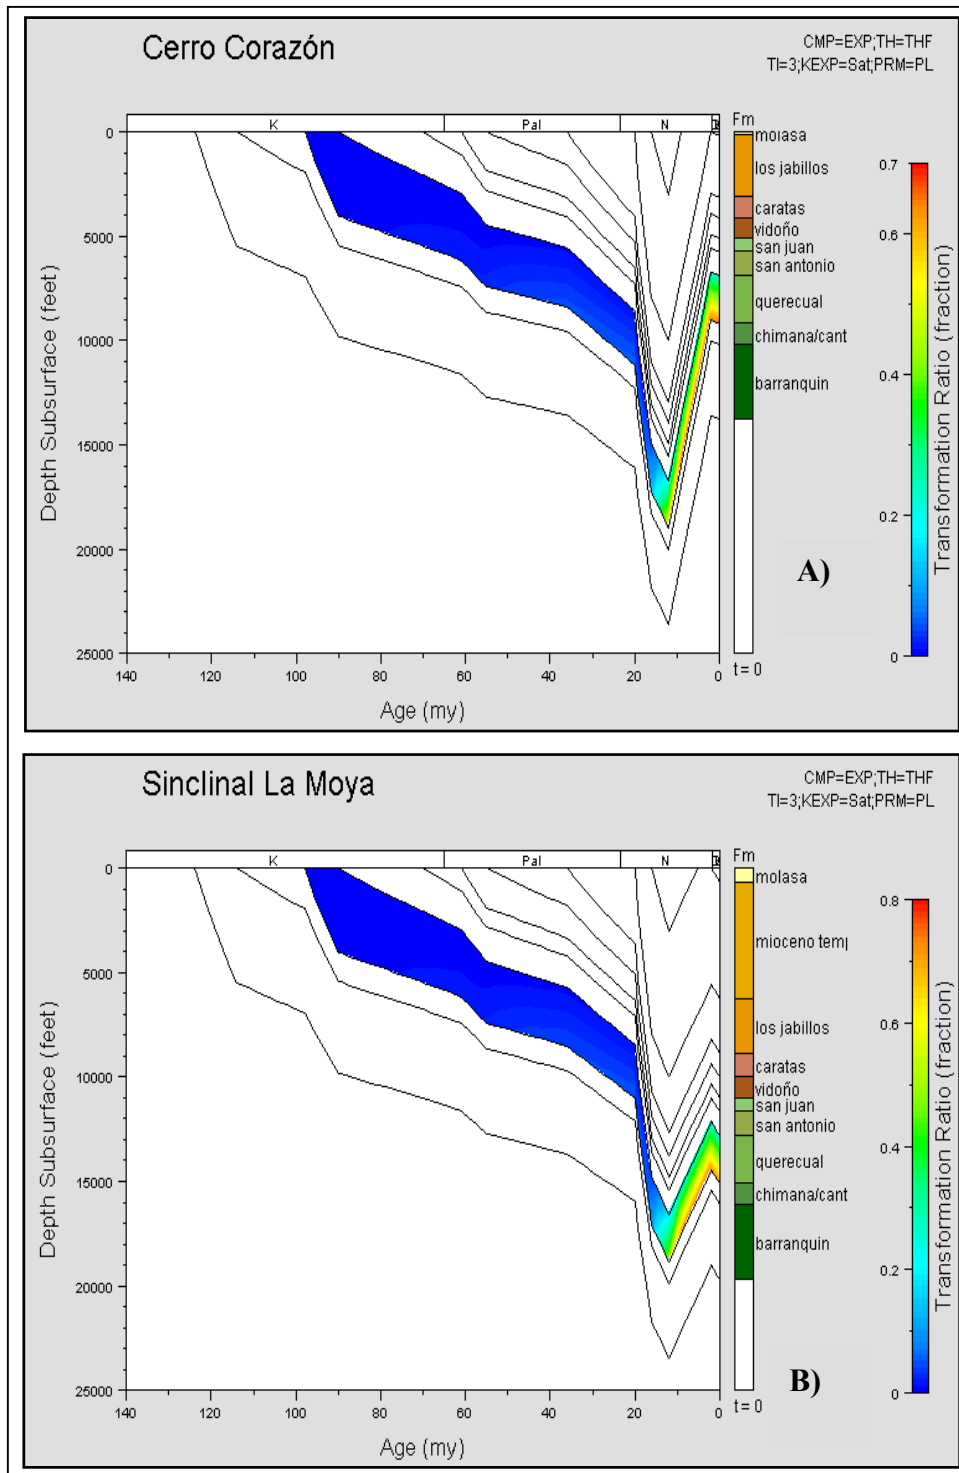 Cerro Corazón
CMP=EXP;TH=THF
TI=3;KEXP=Sat;PRM=PL
K Pal N
Fm
0
5000
10000
15000
20000
25000
Depth Subsurface (feet)
140 120 100 80 60 40 20 0
Age (my)
molasa
los jabillos
caratas
vidoño
san juan
san antonio
querecual
chimana/cant
barranquin
t = 0
0.7
0.6
0.4
0.2
0
Transformation Ratio (fraction)
A)
Sinclinal La Moya
CMP=EXP;TH=THF
TI=3;KEXP=Sat;PRM=PL
K Pal N
Fm
0
5000
10000
15000
20000
25000
Depth Subsurface (feet)
140 120 100 80 60 40 20 0
Age (my)
molasa
mioceno temp
los jabillos
caratas
vidoño
san juan
san antonio
querecual
chimana/cant
barranquin
t = 0
0.8
0.6
0.4
0.2
0
Transformation Ratio (fraction)
B)